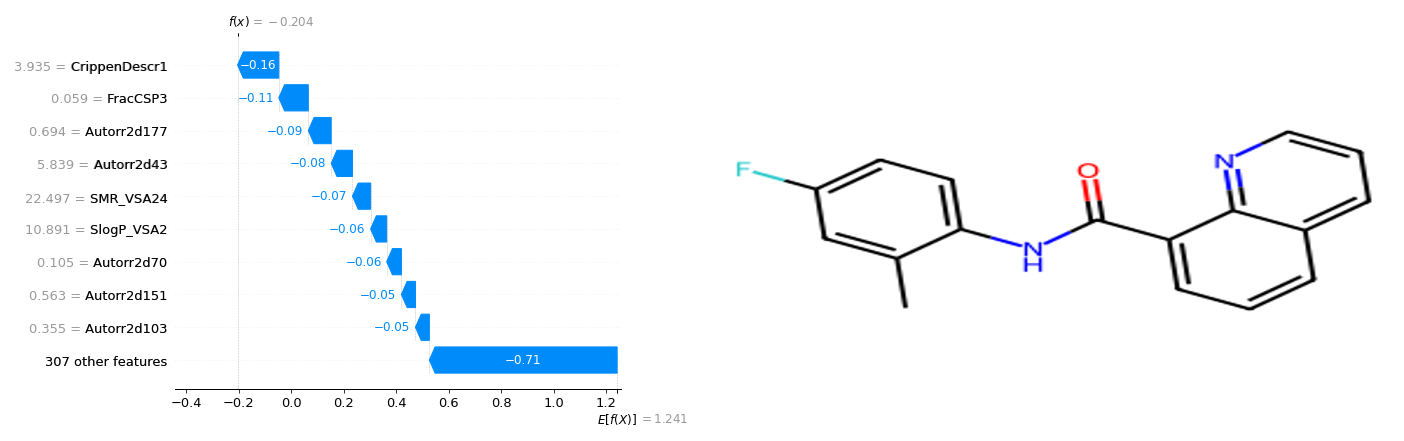 f(x) = −0.204
3.935 = CrippenDescr1
−0.16
0.059 = FracCSP3
−0.11
0.694 = Autorr2d177
−0.09
5.839 = Autorr2d43
−0.08
22.497 = SMR_VSA24
−0.07
10.891 = SlogP_VSA2
−0.06
0.105 = Autorr2d70
−0.06
0.563 = Autorr2d151
−0.05
0.355 = Autorr2d103
−0.05
307 other features
−0.71
−0.4 −0.2 0.0 0.2 0.4 0.6 0.8 1.0 1.2
E[f(X)] = 1.241
F
O
N
H
N